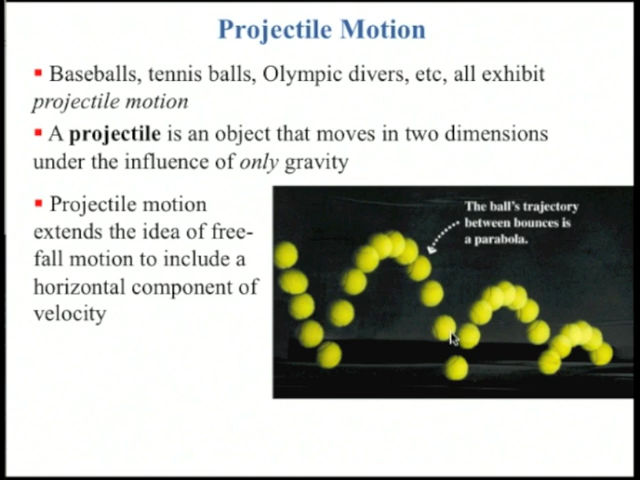 Projectile Motion
▪ Baseballs, tennis balls, Olympic divers, etc, all exhibit
projectile motion
▪ A projectile is an object that moves in two dimensions
under the influence of only gravity
▪ Projectile motion
extends the idea of free-
fall motion to include a
horizontal component of
velocity
The ball's trajectory
between bounces is
a parabola.